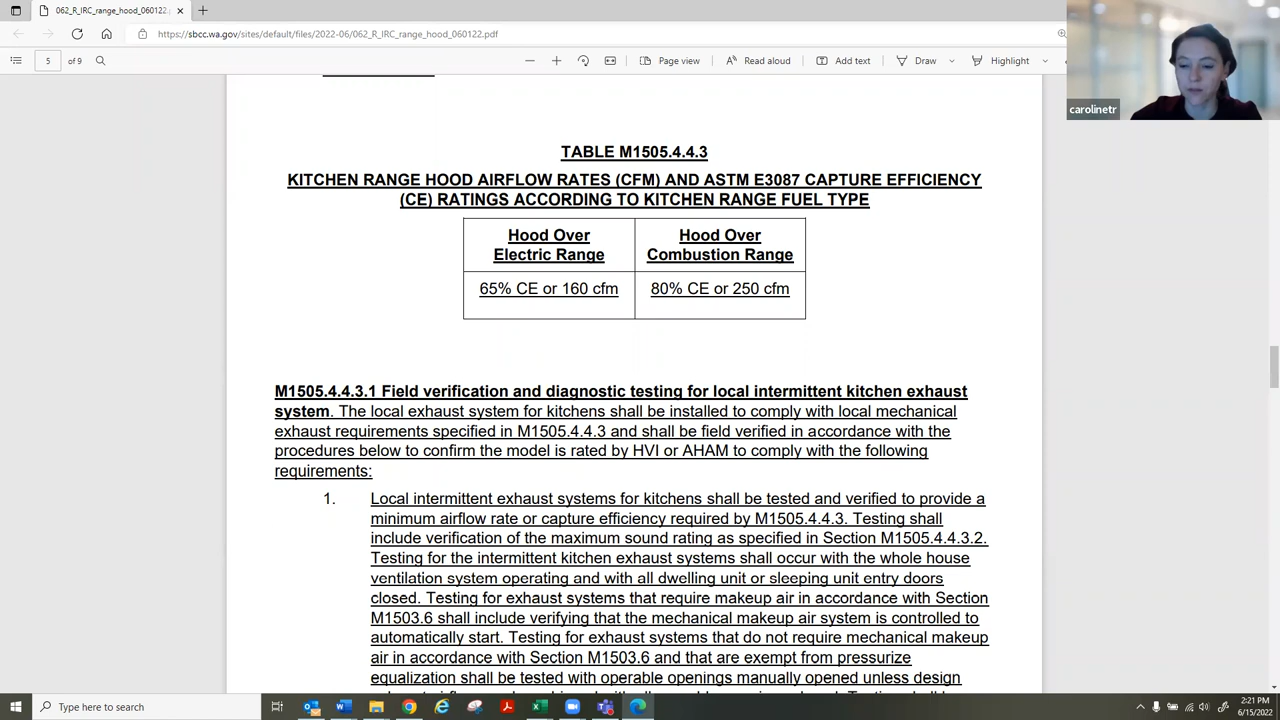 062_R_IRC_range_hood_060122.p
https://sbcc.wa.gov/sites/default/files/2022-06/062_R_IRC_range_hood_060122.pdf
5 of 9
Page view
Read aloud
Add text
Draw
Highlight
carolinetr
TABLE M1505.4.4.3
KITCHEN RANGE HOOD AIRFLOW RATES (CFM) AND ASTM E3087 CAPTURE EFFICIENCY
(CE) RATINGS ACCORDING TO KITCHEN RANGE FUEL TYPE
Hood Over
Electric Range
Hood Over
Combustion Range
65% CE or 160 cfm
80% CE or 250 cfm
M1505.4.4.3.1 Field verification and diagnostic testing for local intermittent kitchen exhaust
system. The local exhaust system for kitchens shall be installed to comply with local mechanical
exhaust requirements specified in M1505.4.4.3 and shall be field verified in accordance with the
procedures below to confirm the model is rated by HVI or AHAM to comply with the following
requirements:
1. Local intermittent exhaust systems for kitchens shall be tested and verified to provide a
minimum airflow rate or capture efficiency required by M1505.4.4.3. Testing shall
include verification of the maximum sound rating as specified in Section M1505.4.4.3.2.
Testing for the intermittent kitchen exhaust systems shall occur with the whole house
ventilation system operating and with all dwelling unit or sleeping unit entry doors
closed. Testing for exhaust systems that require makeup air in accordance with Section
M1503.6 shall include verifying that the mechanical makeup air system is controlled to
automatically start. Testing for exhaust systems that do not require mechanical makeup
air in accordance with Section M1503.6 and that are exempt from pressurize
equalization shall be tested with operable openings manually opened unless design
Type here to search
2:21 PM
6/15/2022